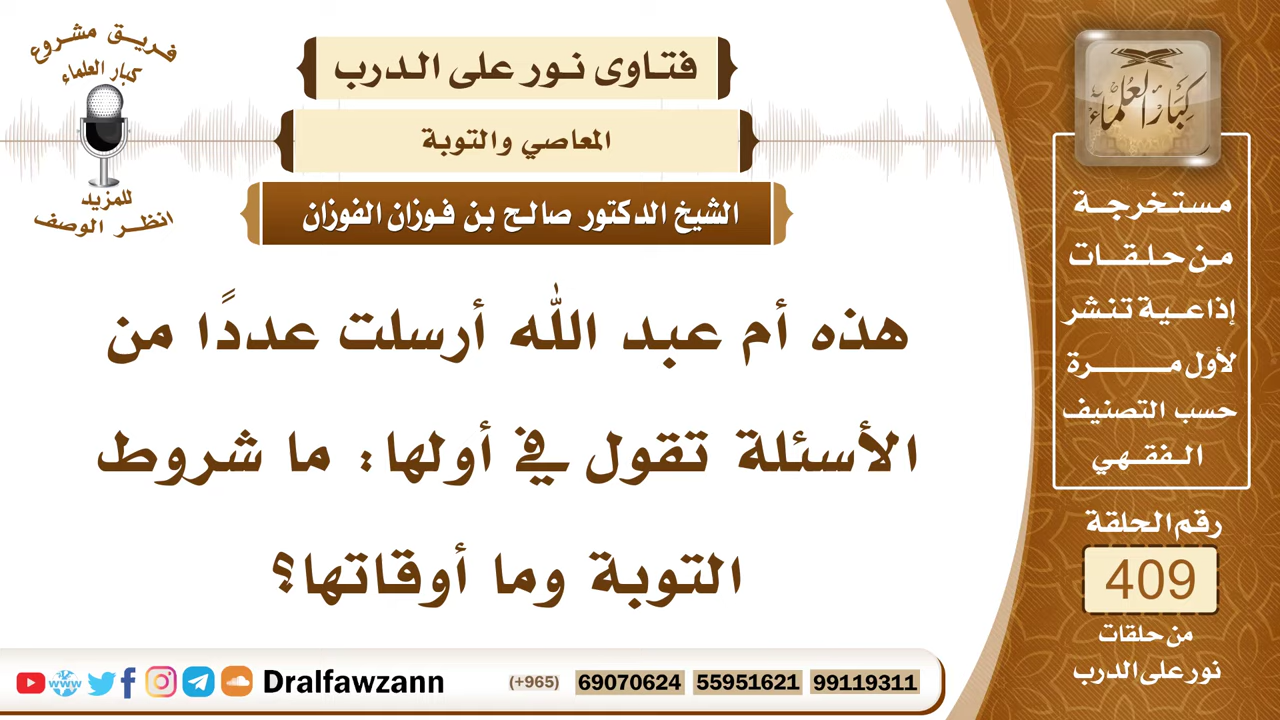 فريق مشروع
كبار العلماء
للمزيد
انظر الوصف
فتاوى نور على الدرب
المعاصي والتوبة
الشيخ الدكتور صالح بن فوزان الفوزان
هذه أم عبد الله أرسلت عددًا من
الأسئلة تقول في أولها: ما شروط
التوبة وما أوقاتها؟
كبار العلماء
مستخرجة
من حلقات
إذاعية تنشر
لأول مرة
حسب التصنيف
الفقهي
رقم الحلقة
409
من حلقات
نور على الدرب
www Dralfawzann (+965) 69070624 55951621 99119311